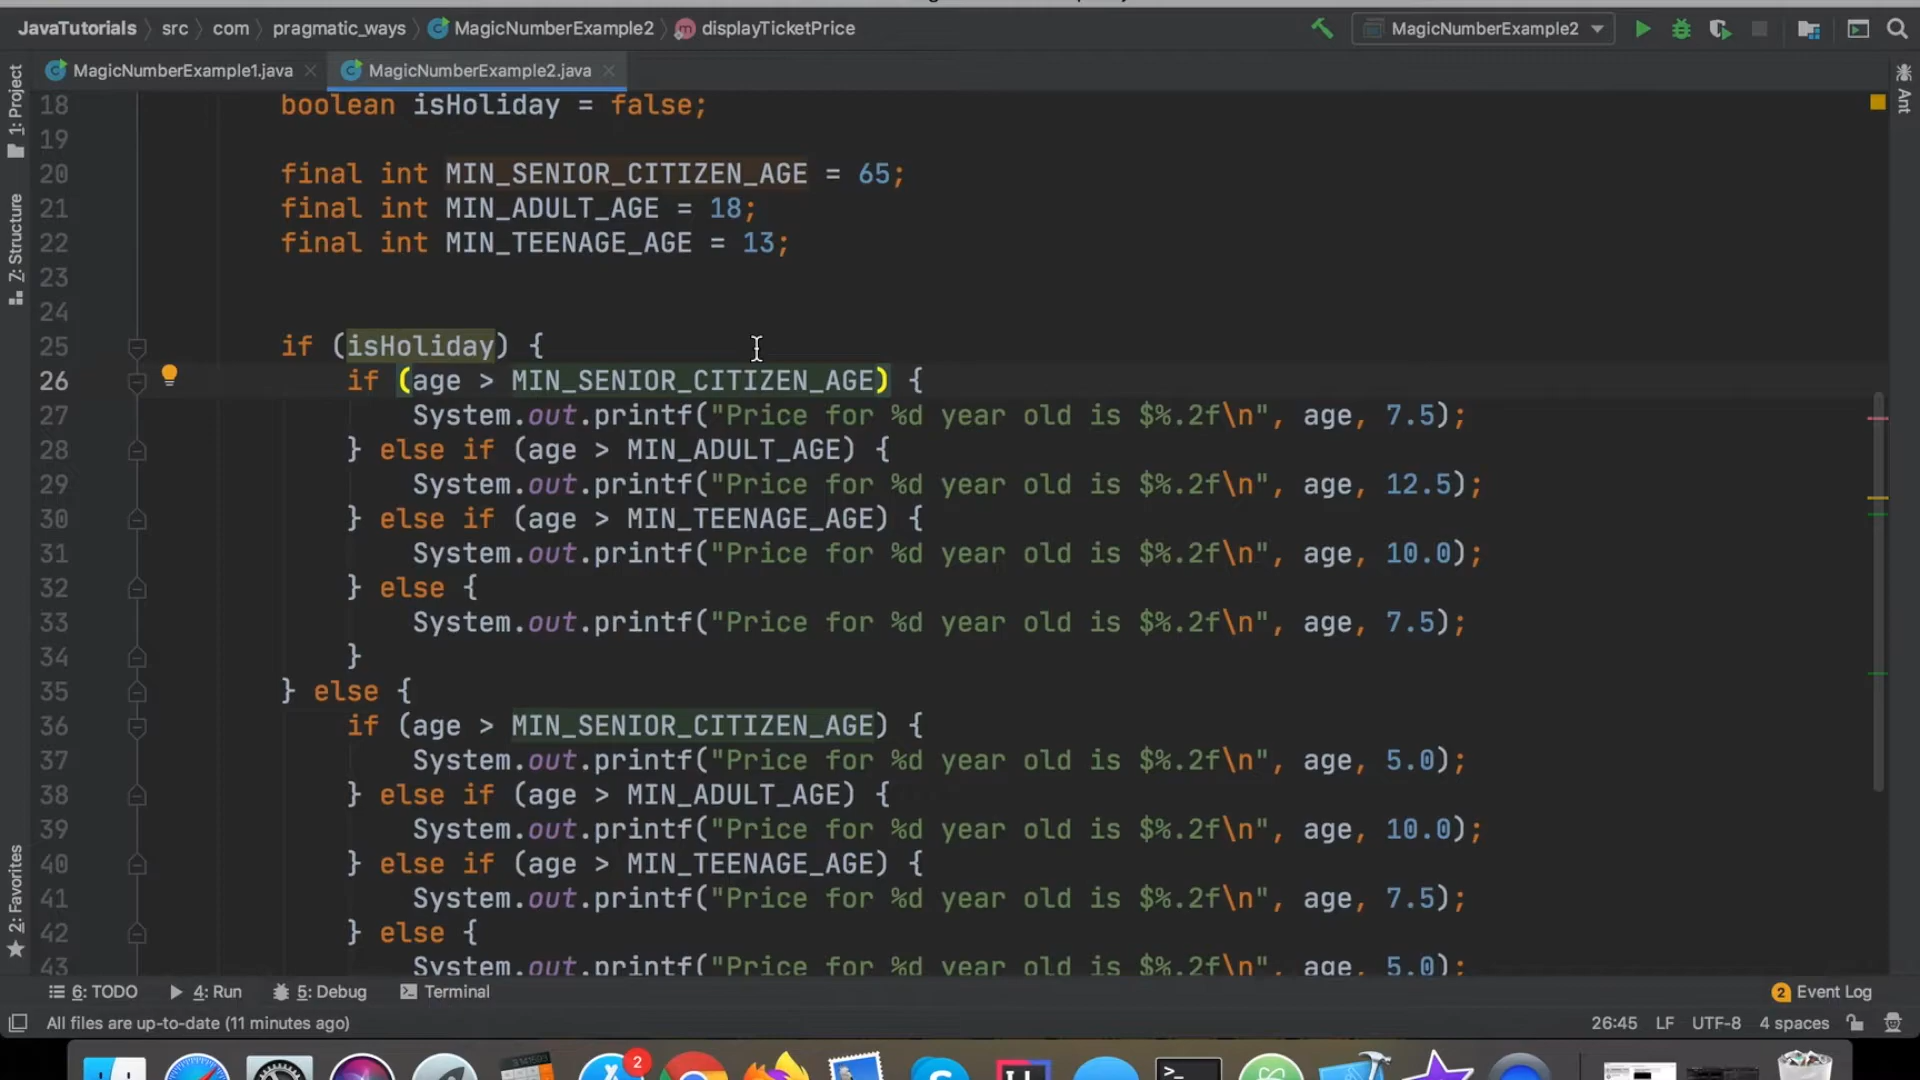 JavaTutorials src com pragmatic_ways MagicNumberExample2 displayTicketPrice MagicNumberExample2
MagicNumberExample1.java MagicNumberExample2.java
1: Project
7: Structure
2: Favorites
Ant
18 boolean isHoliday = false;
19
20 final int MIN_SENIOR_CITIZEN_AGE = 65;
21 final int MIN_ADULT_AGE = 18;
22 final int MIN_TEENAGE_AGE = 13;
23
24
25 if (isHoliday) {
26 if (age > MIN_SENIOR_CITIZEN_AGE) {
27 System.out.printf("Price for %d year old is $%.2f\n", age, 7.5);
28 } else if (age > MIN_ADULT_AGE) {
29 System.out.printf("Price for %d year old is $%.2f\n", age, 12.5);
30 } else if (age > MIN_TEENAGE_AGE) {
31 System.out.printf("Price for %d year old is $%.2f\n", age, 10.0);
32 } else {
33 System.out.printf("Price for %d year old is $%.2f\n", age, 7.5);
34 }
35 } else {
36 if (age > MIN_SENIOR_CITIZEN_AGE) {
37 System.out.printf("Price for %d year old is $%.2f\n", age, 5.0);
38 } else if (age > MIN_ADULT_AGE) {
39 System.out.printf("Price for %d year old is $%.2f\n", age, 10.0);
40 } else if (age > MIN_TEENAGE_AGE) {
41 System.out.printf("Price for %d year old is $%.2f\n", age, 7.5);
42 } else {
43 System.out.printf("Price for %d year old is $%.2f\n", age, 5.0);
6: TODO 4: Run 5: Debug Terminal 2 Event Log
All files are up-to-date (11 minutes ago) 26:45 LF UTF-8 4 spaces
2